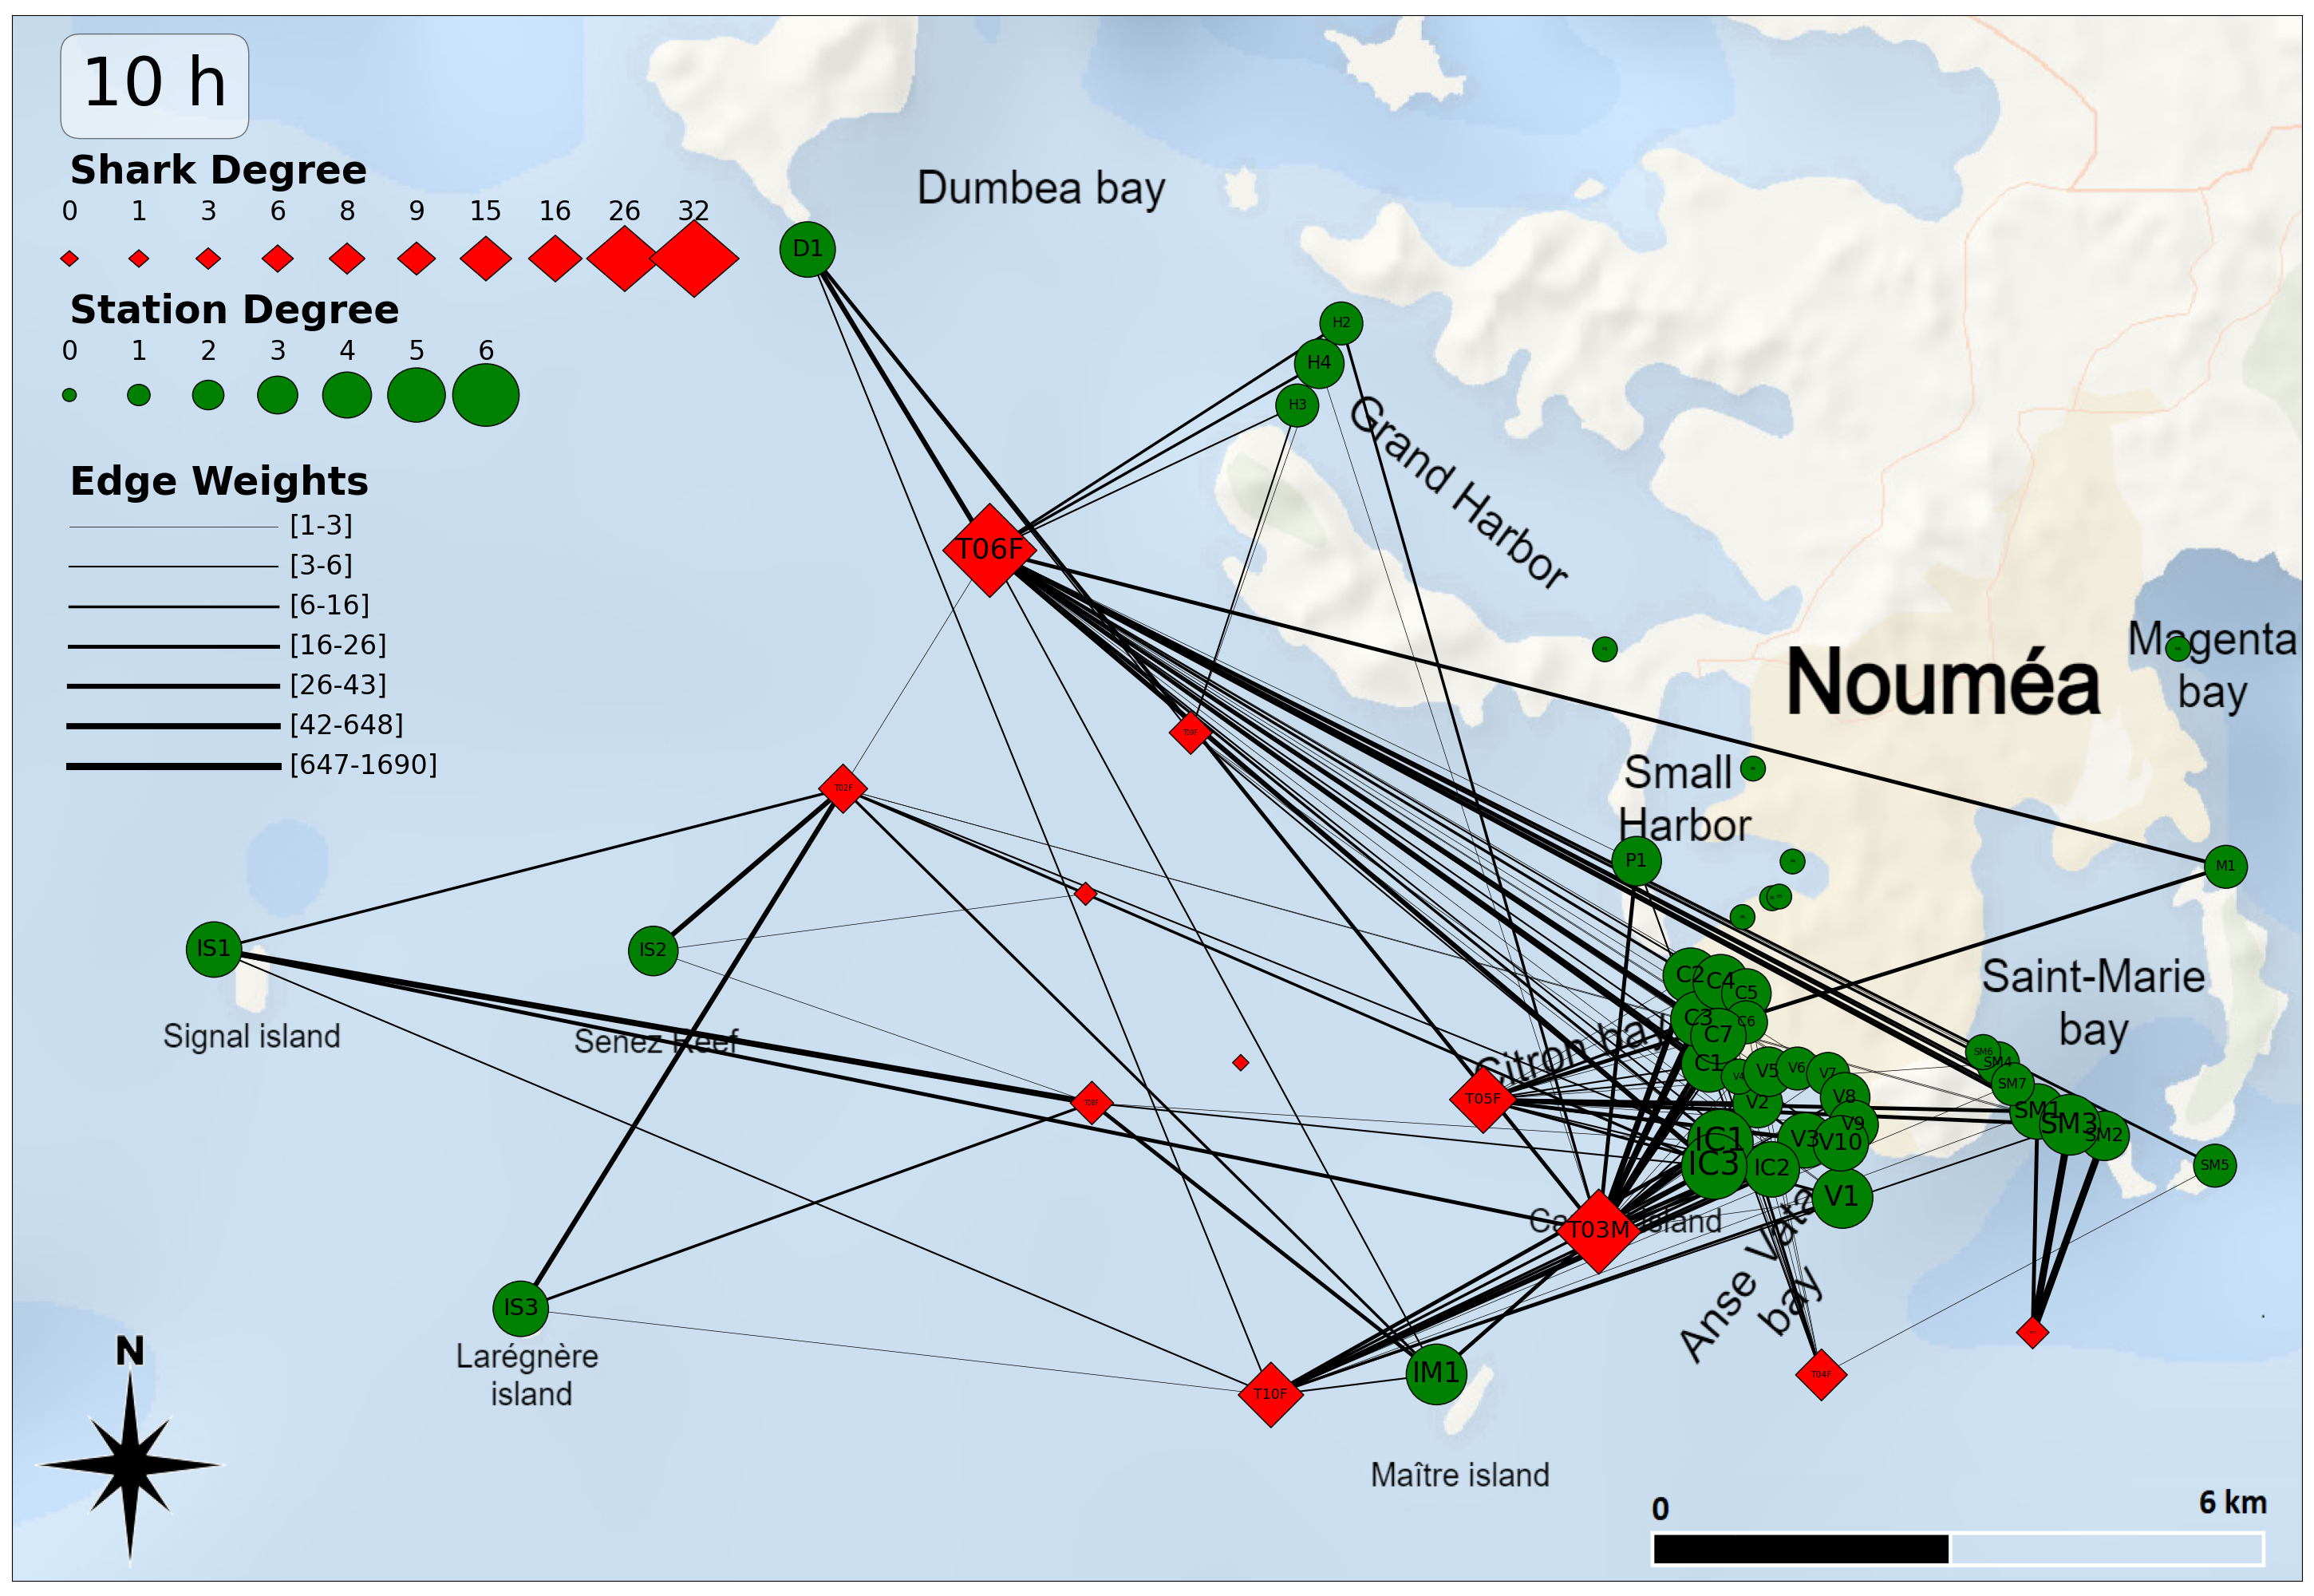 10 h
Shark Degree
0 1 3 6 8 9 15 16 26 32
Station Degree
0 1 2 3 4 5 6
Edge Weights
[1-3]
[3-6]
[6-16]
[16-26]
[26-43]
[42-648]
[647-1690]
Dumbea bay
D1
H2
H4
H3
Grand Harbor
T06F
Magenta
bay
Nouméa
T09F
Small
Harbor
T02F
P1
M1
IS1
IS2
Signal island
Senez Reef
Saint-Marie
bay
Citron bay
C2
C4
C5
C3
C6
C7
C1
V4
V5
V6
V7
V2
V8
V9
V3
V10
IC1
IC3
IC2
V1
SM6
SM4
SM7
SM1
SM3
SM2
SM5
T05F
T03M
island
Anse Vata
bay
IS3
Larégnère
island
T10F
IM1
T04F
Maître island
N
0 6 km